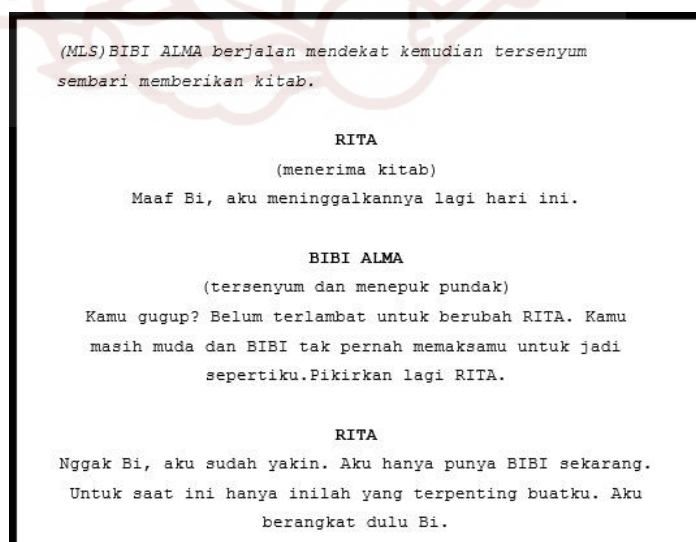 (MLS)BIBI ALMA berjalan mendekat kemudian tersenyum
sembari memberikan kitab.
RITA
(menerima kitab)
Maaf Bi, aku meninggalkannya lagi hari ini.
BIBI ALMA
(tersenyum dan menepuk pundak)
Kamu gugup? Belum terlambat untuk berubah RITA. Kamu
masih muda dan BIBI tak pernah memaksamu untuk jadi
sepertiku.Pikirkan lagi RITA.
RITA
Nggak Bi, aku sudah yakin. Aku hanya punya BIBI sekarang.
Untuk saat ini hanya inilah yang terpenting buatku. Aku
berangkat dulu Bi.